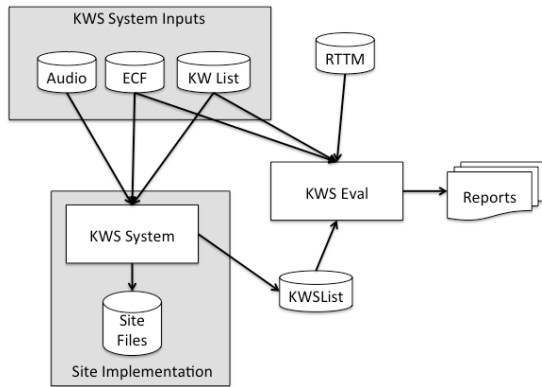 KWS System Inputs
Audio
ECF
KW List
RTTM
KWS Eval
Reports
KWS System
KWSList
Site
Files
Site Implementation